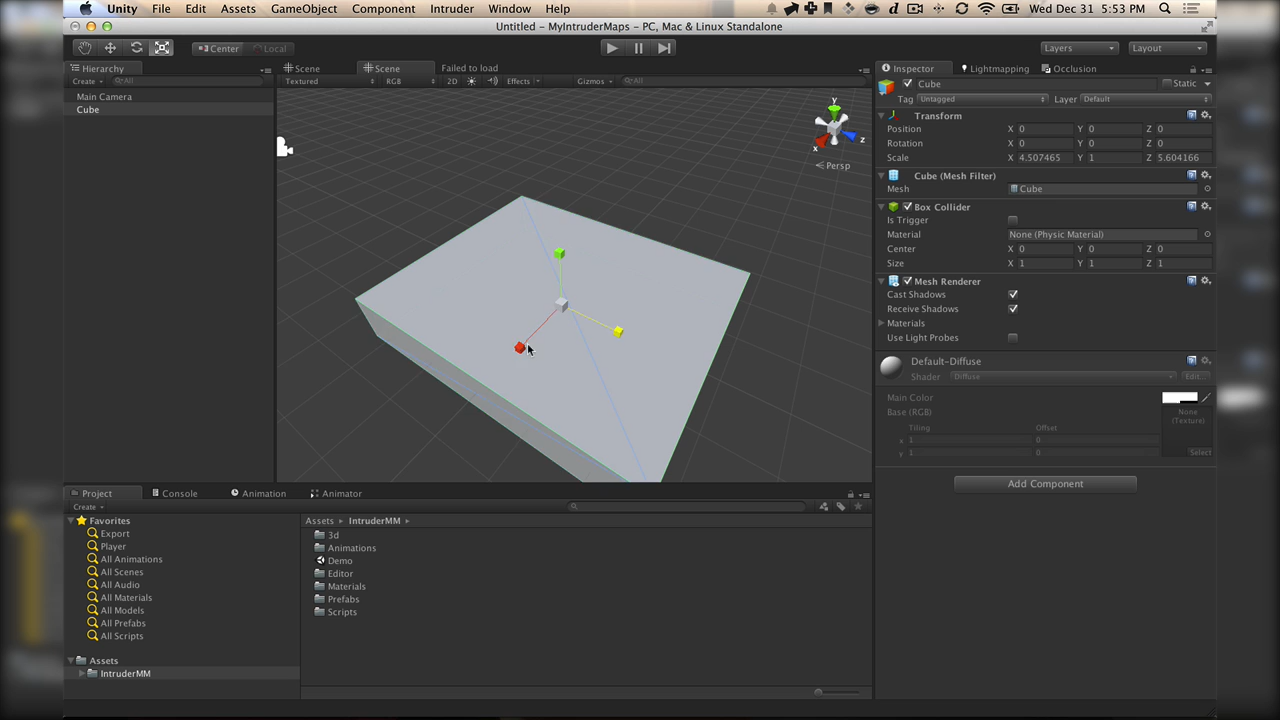 Unity File Edit Assets GameObject Component Intruder Window Help Wed Dec 31 5:53 PM
Untitled - MyIntruderMaps - PC, Mac & Linux Standalone
Center Local Layers Layout
Hierarchy
Create All
Main Camera
Cube
Scene Scene Failed to load
Textured RGB 2D Effects Gizmos All
y
x z
Persp
Inspector Lightmapping Occlusion
Cube Static
Tag Untagged Layer Default
Transform
Position X 0 Y 0 Z 0
Rotation X 0 Y 0 Z 0
Scale X 4.507465 Y 1 Z 5.604166
Cube (Mesh Filter)
Mesh Cube
Box Collider
Is Trigger
Material None (Physic Material)
Center X 0 Y 0 Z 0
Size X 1 Y 1 Z 1
Mesh Renderer
Cast Shadows
Receive Shadows
Materials
Use Light Probes
Default-Diffuse
Shader Diffuse Edit...
Main Color
Base (RGB)
None
(Texture)
Tiling Offset
x 1 0
y 1 0
Select
Add Component
Project Console Animation Animator
Create
Favorites
Export
Player
All Animations
All Scenes
All Audio
All Materials
All Models
All Prefabs
All Scripts
Assets
IntruderMM
Assets IntruderMM
3d
Animations
Demo
Editor
Materials
Prefabs
Scripts